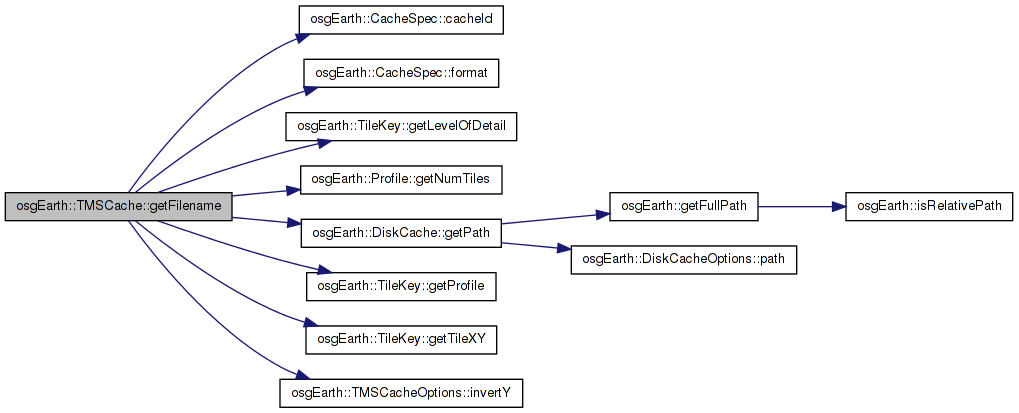 osgEarth::TMSCache::getFilename
osgEarth::CacheSpec::cacheId
osgEarth::CacheSpec::format
osgEarth::TileKey::getLevelOfDetail
osgEarth::Profile::getNumTiles
osgEarth::DiskCache::getPath
osgEarth::getFullPath
osgEarth::isRelativePath
osgEarth::DiskCacheOptions::path
osgEarth::TileKey::getProfile
osgEarth::TileKey::getTileXY
osgEarth::TMSCacheOptions::invertY